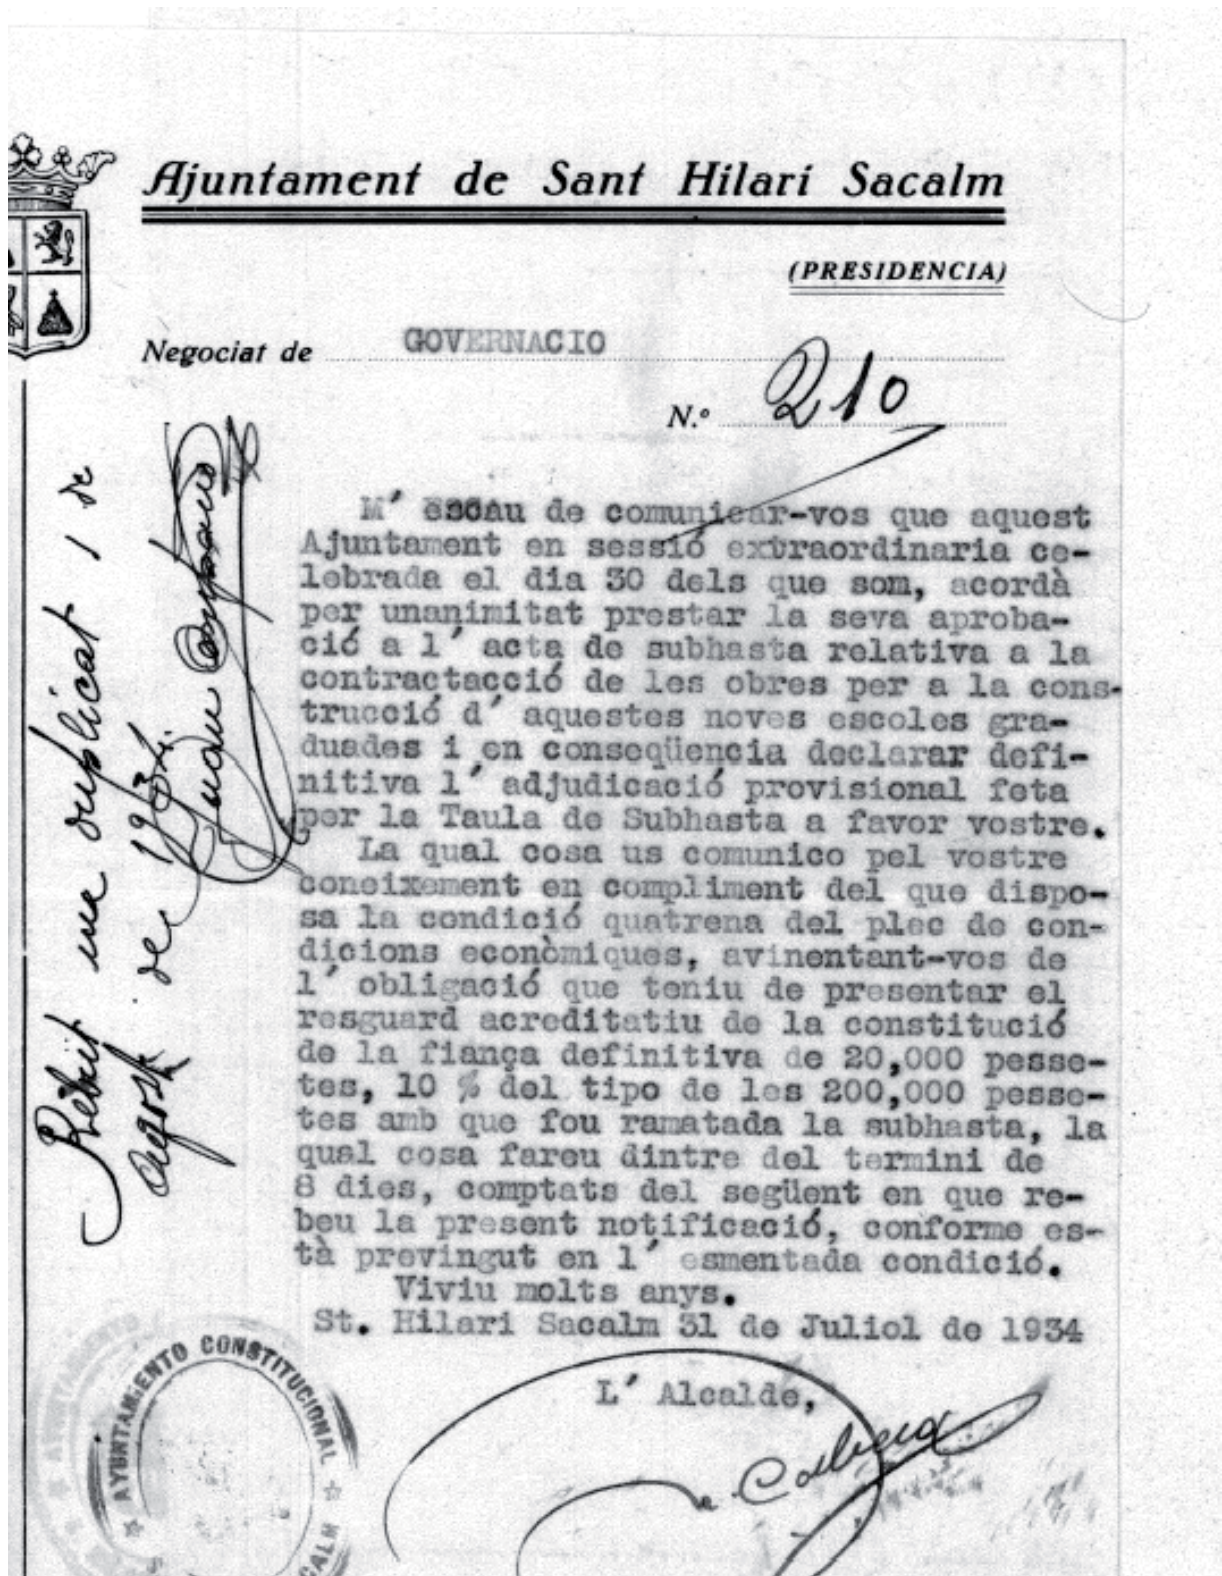 Ajuntament de Sant Hilari Sacalm
(PRESIDENCIA)
Negociat de GOVERNACIO
N.º 210
M' escau de comunicar-vos que aquest
Ajuntament en sessió extraordinaria ce-
lebrada el dia 30 dels que som, acordà
per unanimitat prestar la seva aproba-
ció a l' acta de subhasta relativa a la
contractacció de les obres per a la cons-
trucció d' aquestes noves escoles gra-
duades i en conseqüencia declarar defi-
nitiva l' adjudicació provisional feta
per la Taula de Subhasta a favor vostre.
La qual cosa us comunico pel vostre
coneixement en compliment del que dispo-
sa la condició quatrena del plec de con-
dicions econòmiques, avinentant-vos de
l' obligació que teniu de presentar el
resguard acreditatiu de la constitució
de la fiança definitiva de 20,000 pesse-
tes, 10 % del tipo de les 200,000 pesse-
tes amb que fou ramatada la subhasta, la
qual cosa fareu dintre del termini de
8 dies, comptats del següent en que re-
beu la present notificació, conforme es-
tà previngut en l' esmentada condició.
Viviu molts anys.
St. Hilari Sacalm 31 de Juliol de 1934
L' Alcalde,
Rebut una duplicat 1 de
Agost de 1934.
Juan
AYUNTAMIENTO CONSTITUCIONAL
CALM